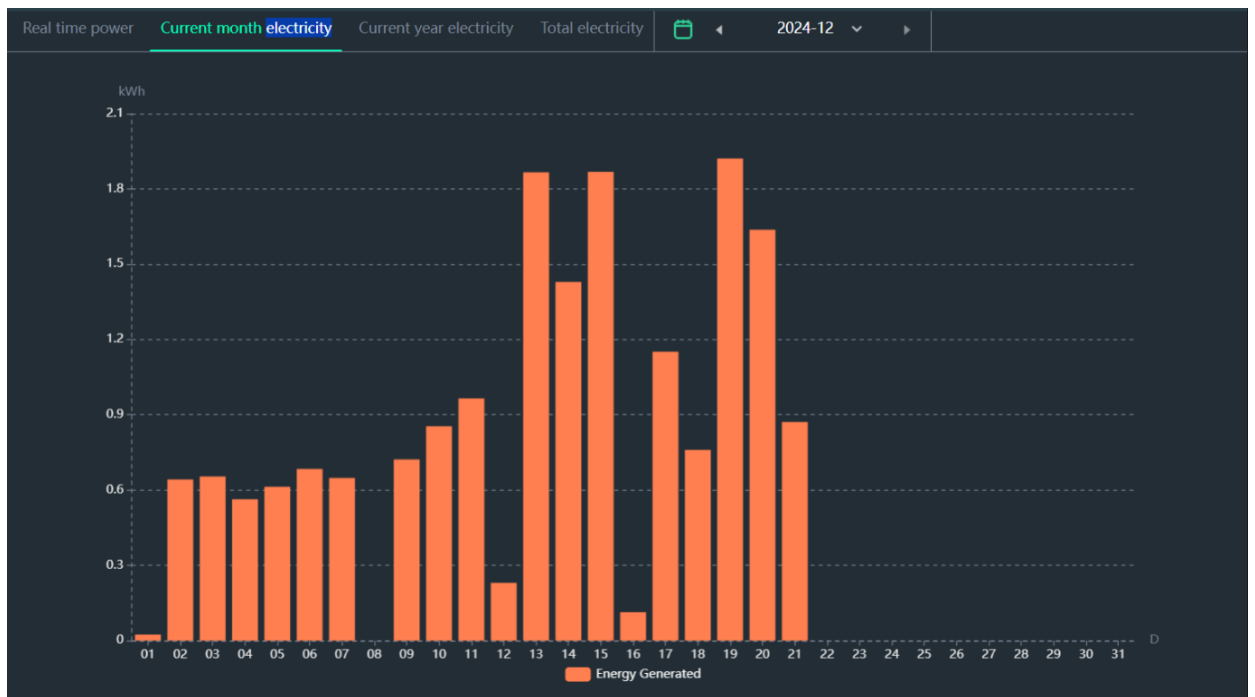 Real time power Current month electricity Current year electricity Total electricity 2024-12
kWh
2.1
1.8
1.5
1.2
0.9
0.6
0.3
0
D
01 02 03 04 05 06 07 08 09 10 11 12 13 14 15 16 17 18 19 20 21 22 23 24 25 26 27 28 29 30 31
Energy Generated